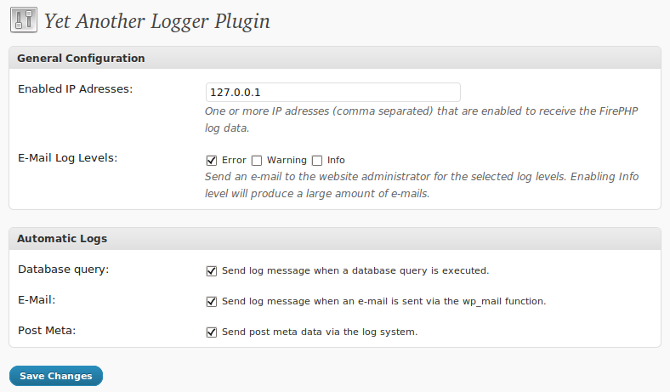 Yet Another Logger Plugin
General Configuration
Enabled IP Adresses:
127.0.0.1
One or more IP adresses (comma separated) that are enabled to receive the FirePHP
log data.
E-Mail Log Levels:
Error Warning Info
Send an e-mail to the website administrator for the selected log levels. Enabling Info
level will produce a large amount of e-mails.
Automatic Logs
Database query:
Send log message when a database query is executed.
E-Mail:
Send log message when an e-mail is sent via the wp_mail function.
Post Meta:
Send post meta data via the log system.
Save Changes